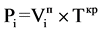 Pᵢ=Vᵢⁿ × Tᵏᵖ